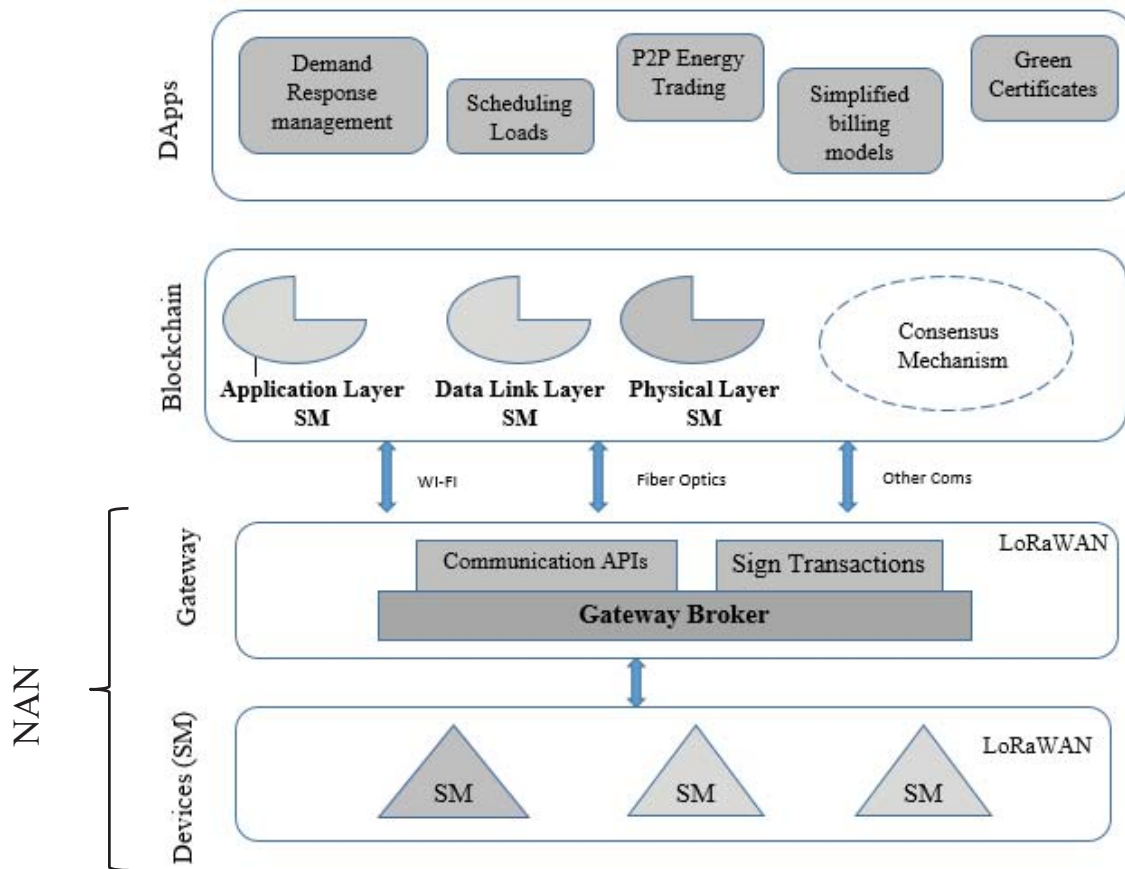 DApps
Demand
Response
management
Scheduling
Loads
P2P Energy
Trading
Simplified
billing
models
Green
Certificates
Blockchain
Application Layer
SM
Data Link Layer
SM
Physical Layer
SM
Consensus
Mechanism
WI-FI
Fiber Optics
Other Coms
NAN
Gateway
LoRaWAN
Communication APIs
Sign Transactions
Gateway Broker
Devices (SM)
LoRaWAN
SM
SM
SM